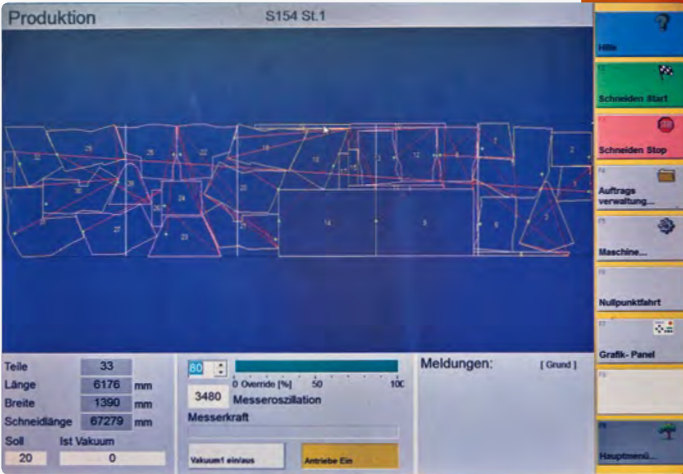 Produktion
S154 St.1
Hilfe
Schneiden Start
Schneiden Stop
Auftrags
verwaltung...
Maschine...
Nullpunktfahrt
Grafik- Panel
Hauptmenü...
Teile 33
Länge 6176 mm
Breite 1390 mm
Schneidlänge 67279 mm
Soll Ist Vakuum
20 0
80
0 Override [%] 50 100
3480 Messeroszillation
Messerkraft
Vakuum1 ein/aus
Antriebe Ein
Meldungen: [ Grund ]